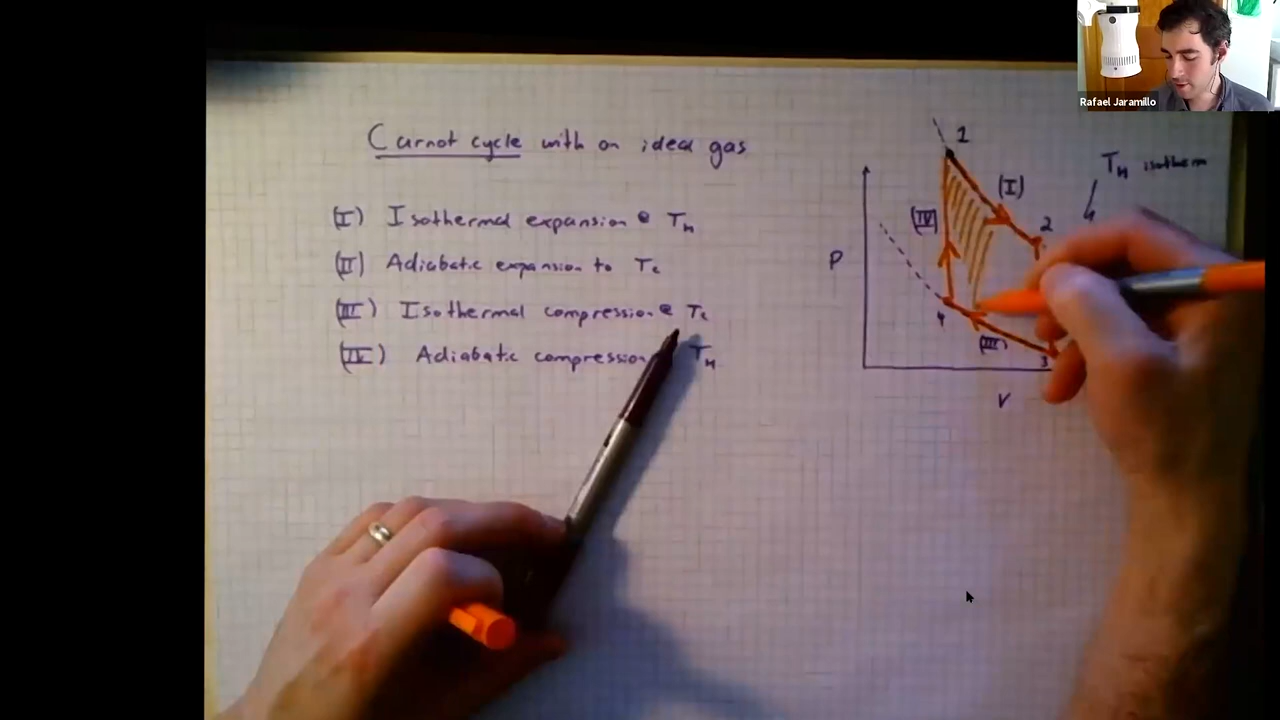 Rafael Jaramillo
Carnot cycle with an ideal gas
(I) Isothermal expansion @ TH
(II) Adiabatic expansion to Tc
(III) Isothermal compression @ Tc
(IV) Adiabatic compression TH
1
TH isotherm
(I)
(IV)
2
P
4
(III)
3
V